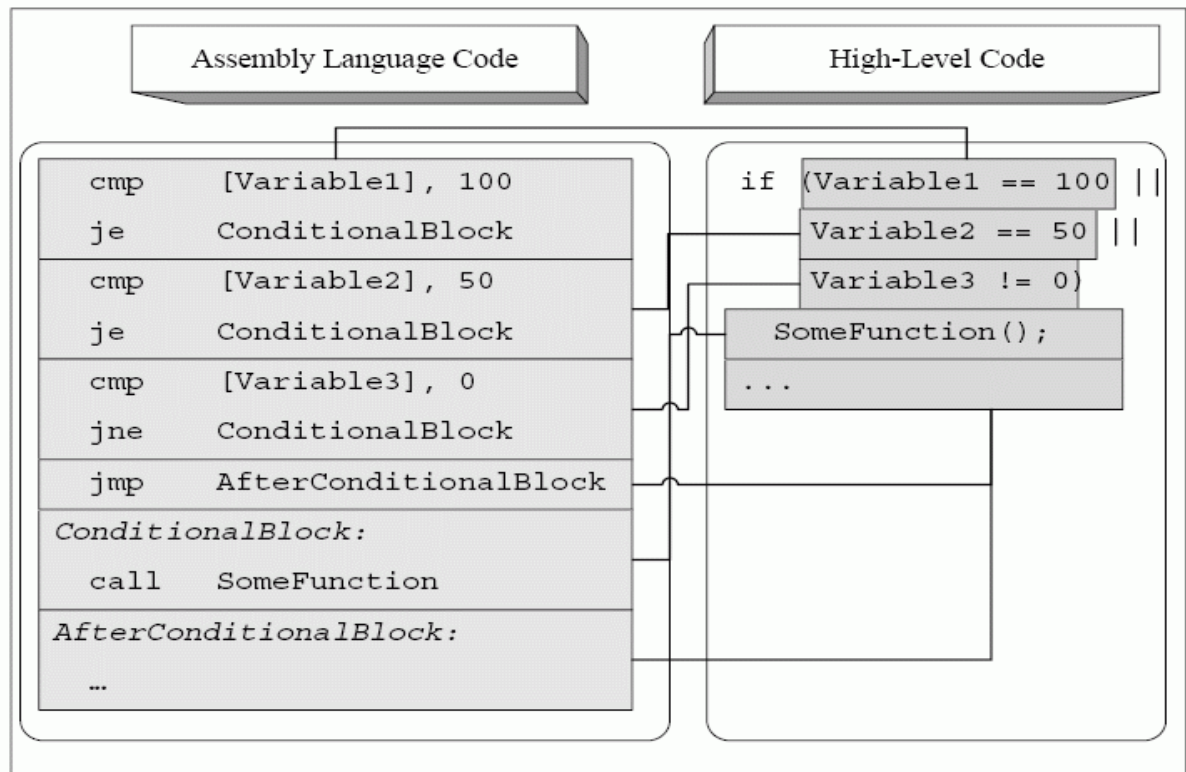 Assembly Language Code
High-Level Code
cmp [Variable1], 100
je ConditionalBlock
cmp [Variable2], 50
je ConditionalBlock
cmp [Variable3], 0
jne ConditionalBlock
jmp AfterConditionalBlock
ConditionalBlock:
call SomeFunction
AfterConditionalBlock:
…
if (Variable1 == 100 ||
Variable2 == 50 ||
Variable3 != 0)
SomeFunction();
...